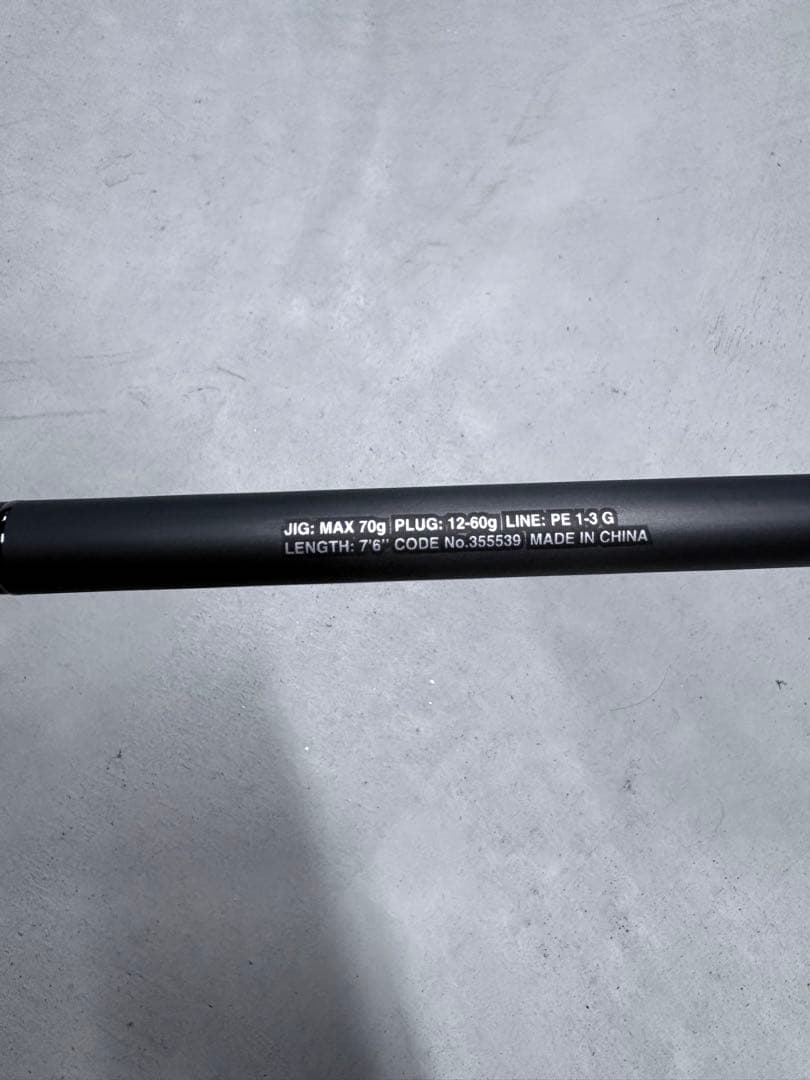 JIG: MAX 70g PLUG: 12-60g LINE: PE 1-3 G
LENGTH: 7'6" CODE No.355539 MADE IN CHINA